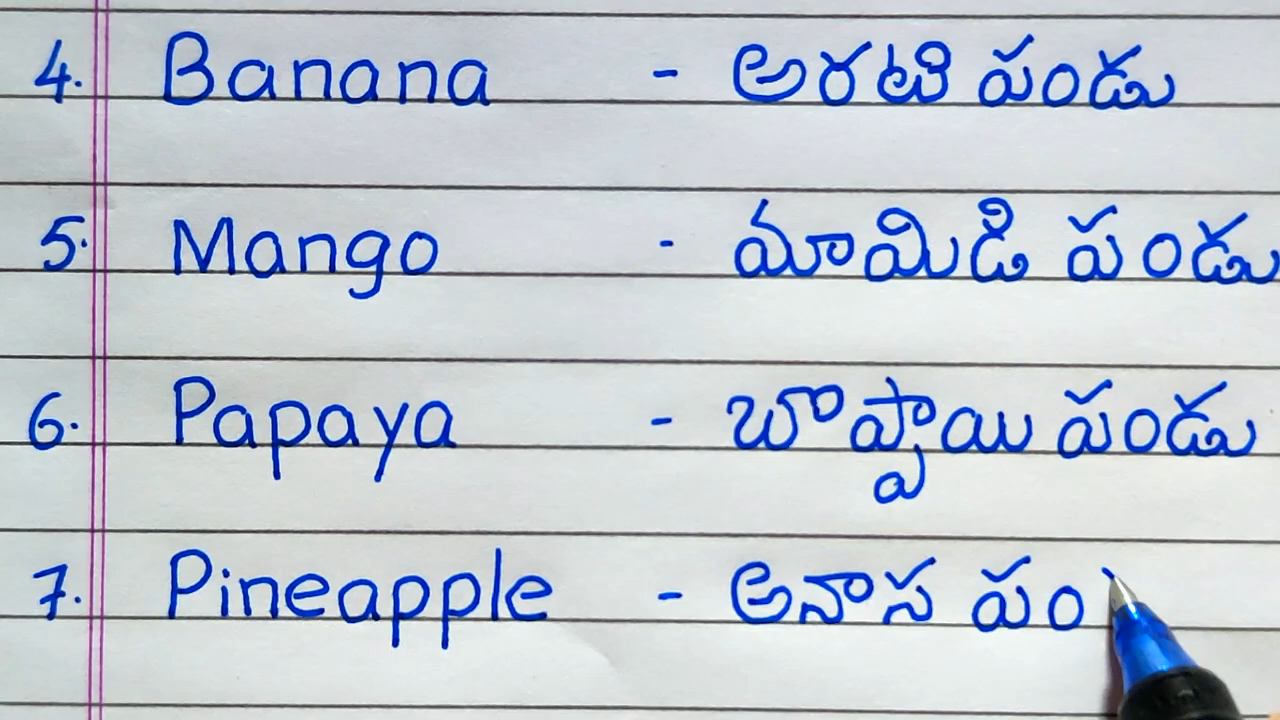 4. Banana - అరటి పండు
5. Mango - మామిడి పండు
6. Papaya - బొప్పాయి పండు
7. Pineapple - అనాస పం